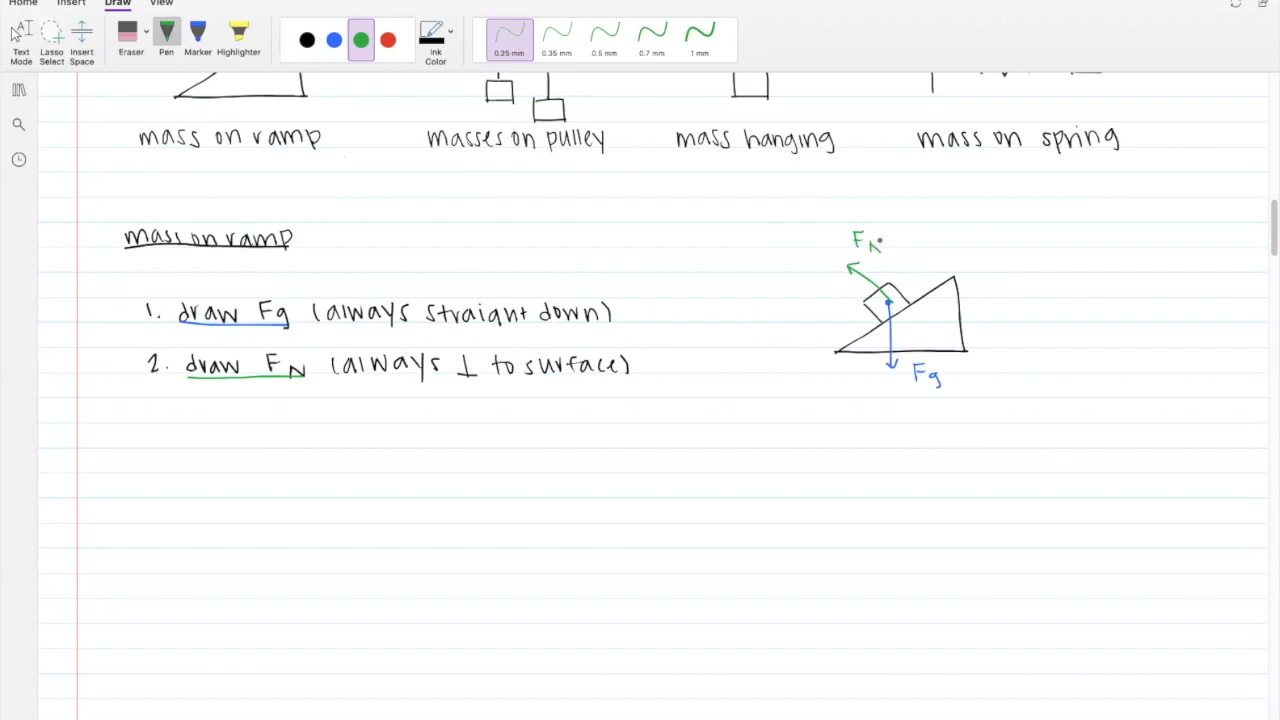 Home Insert Draw View
Text Mode Lasso Select Insert Space Eraser Pen Marker Highlighter Ink Color 0.25 mm 0.35 mm 0.5 mm 0.7 mm 1 mm
mass on ramp masses on pulley mass hanging mass on spring
mass on ramp
1. draw Fg (always straight down)
2. draw FN (always ⊥ to surface)
FN
Fg